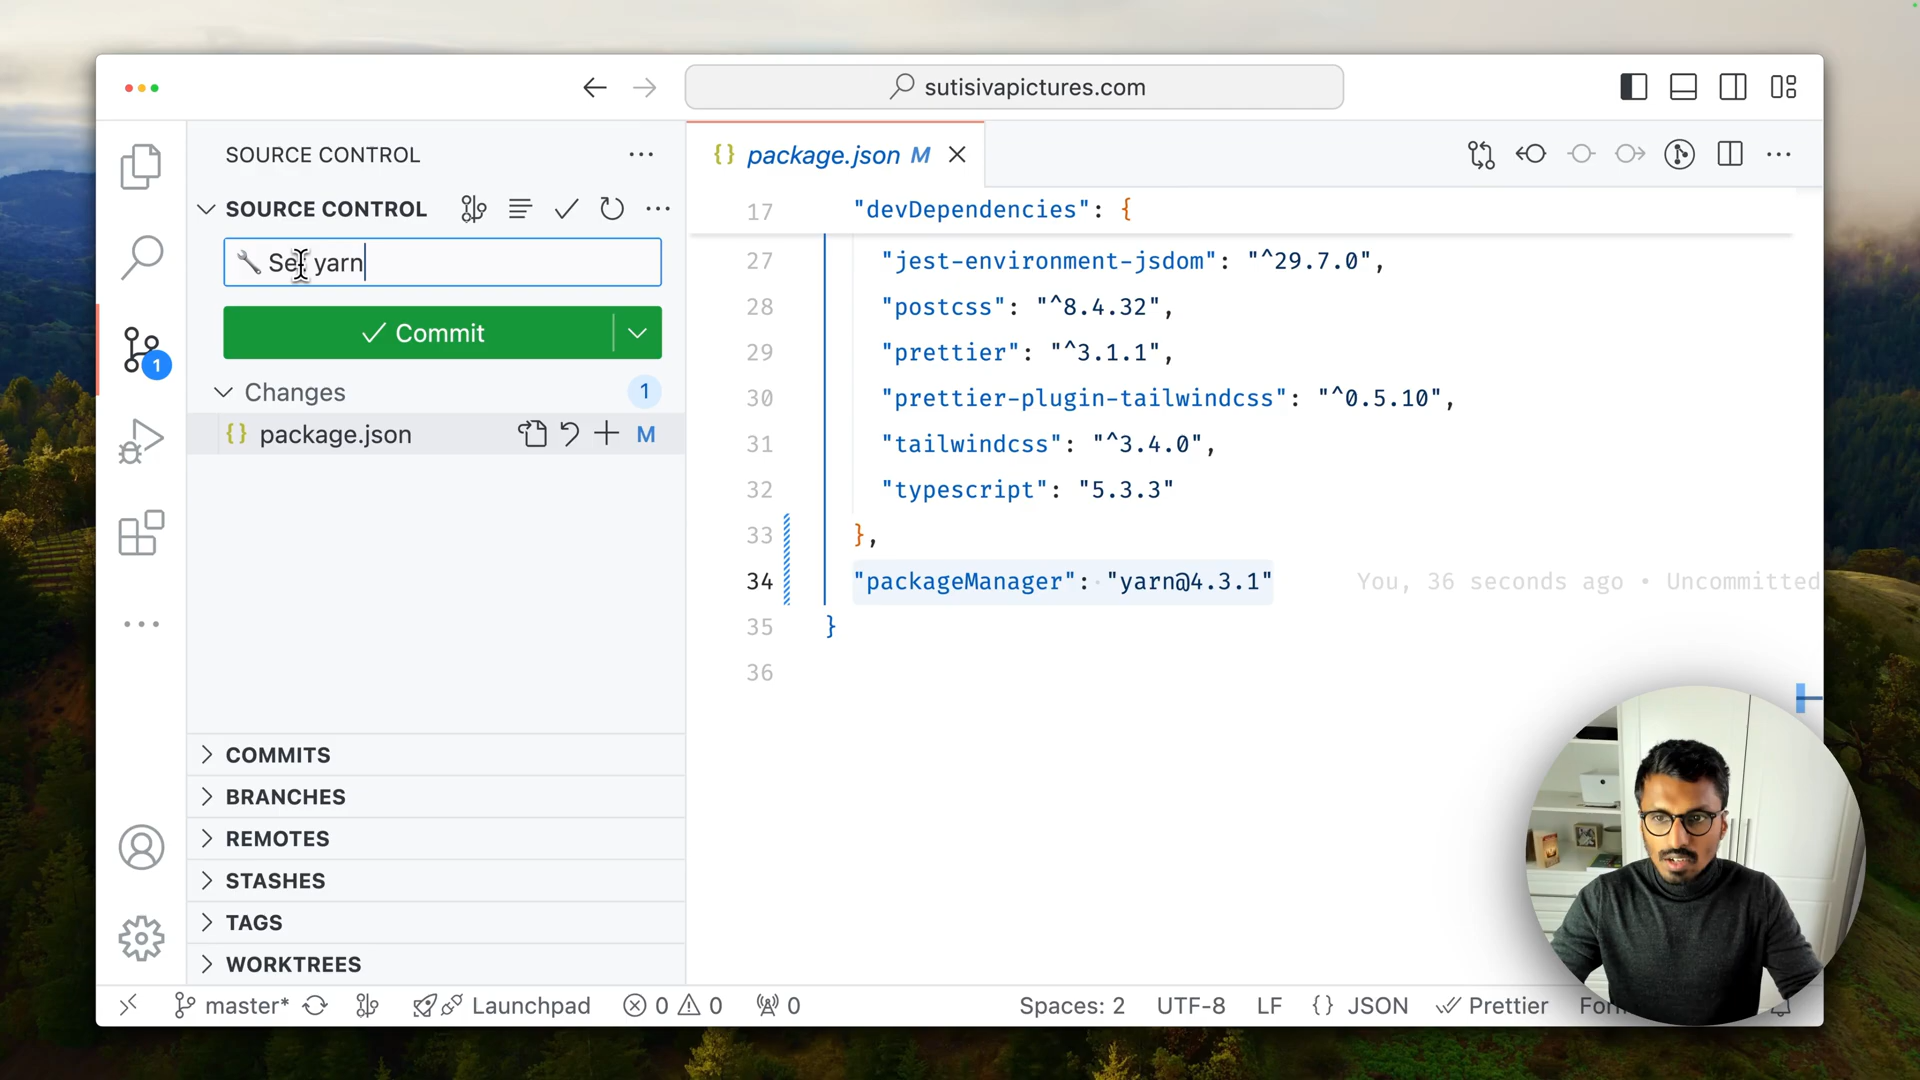 sutisivapictures.com
SOURCE CONTROL
SOURCE CONTROL
🔧 Set yarn
Commit
Changes 1
{} package.json M
COMMITS
BRANCHES
REMOTES
STASHES
TAGS
WORKTREES
1
{} package.json M
17 "devDependencies": {
27 "jest-environment-jsdom": "^29.7.0",
28 "postcss": "^8.4.32",
29 "prettier": "^3.1.1",
30 "prettier-plugin-tailwindcss": "^0.5.10",
31 "tailwindcss": "^3.4.0",
32 "typescript": "5.3.3"
33 },
34 "packageManager": "yarn@4.3.1" You, 36 seconds ago • Uncommitted
35 }
36
master* Launchpad 0 0 0 Spaces: 2 UTF-8 LF {} JSON Prettier